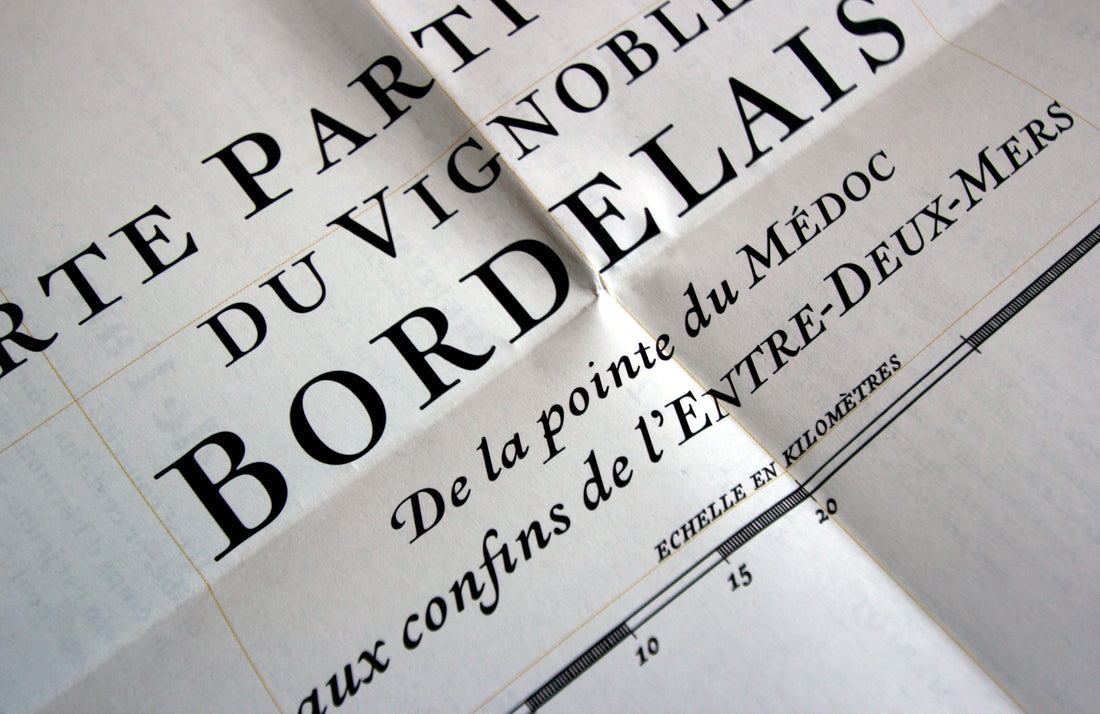 RTE PARTI
DU VIGNOBLE
BORDELAIS
De la pointe du MÉDOC
aux confins de l'ENTRE-DEUX-MERS
ECHELLE EN KILOMÈTRES
10 15 20